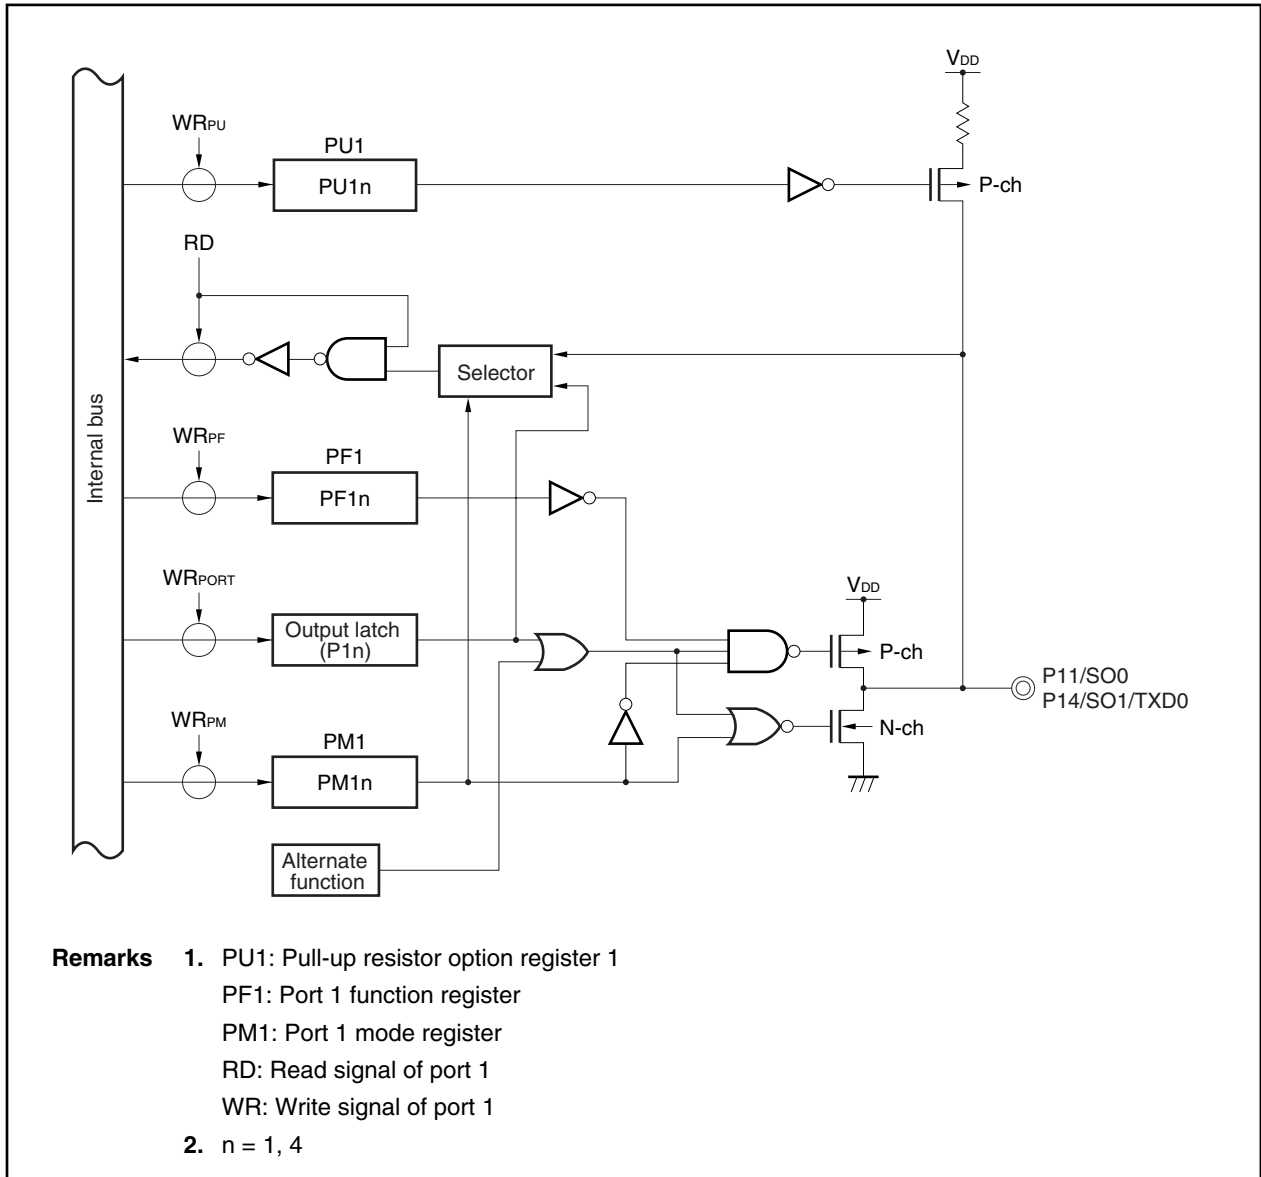 VDD
WRPU
PU1
PU1n
P-ch
RD
Selector
Internal bus
WRPF
PF1
PF1n
WRPORT
Output latch
(P1n)
VDD
P-ch
P11/SO0
P14/SO1/TXD0
WRPM
PM1
PM1n
N-ch
Alternate
function
Remarks 1. PU1: Pull-up resistor option register 1
PF1: Port 1 function register
PM1: Port 1 mode register
RD: Read signal of port 1
WR: Write signal of port 1
2. n = 1, 4